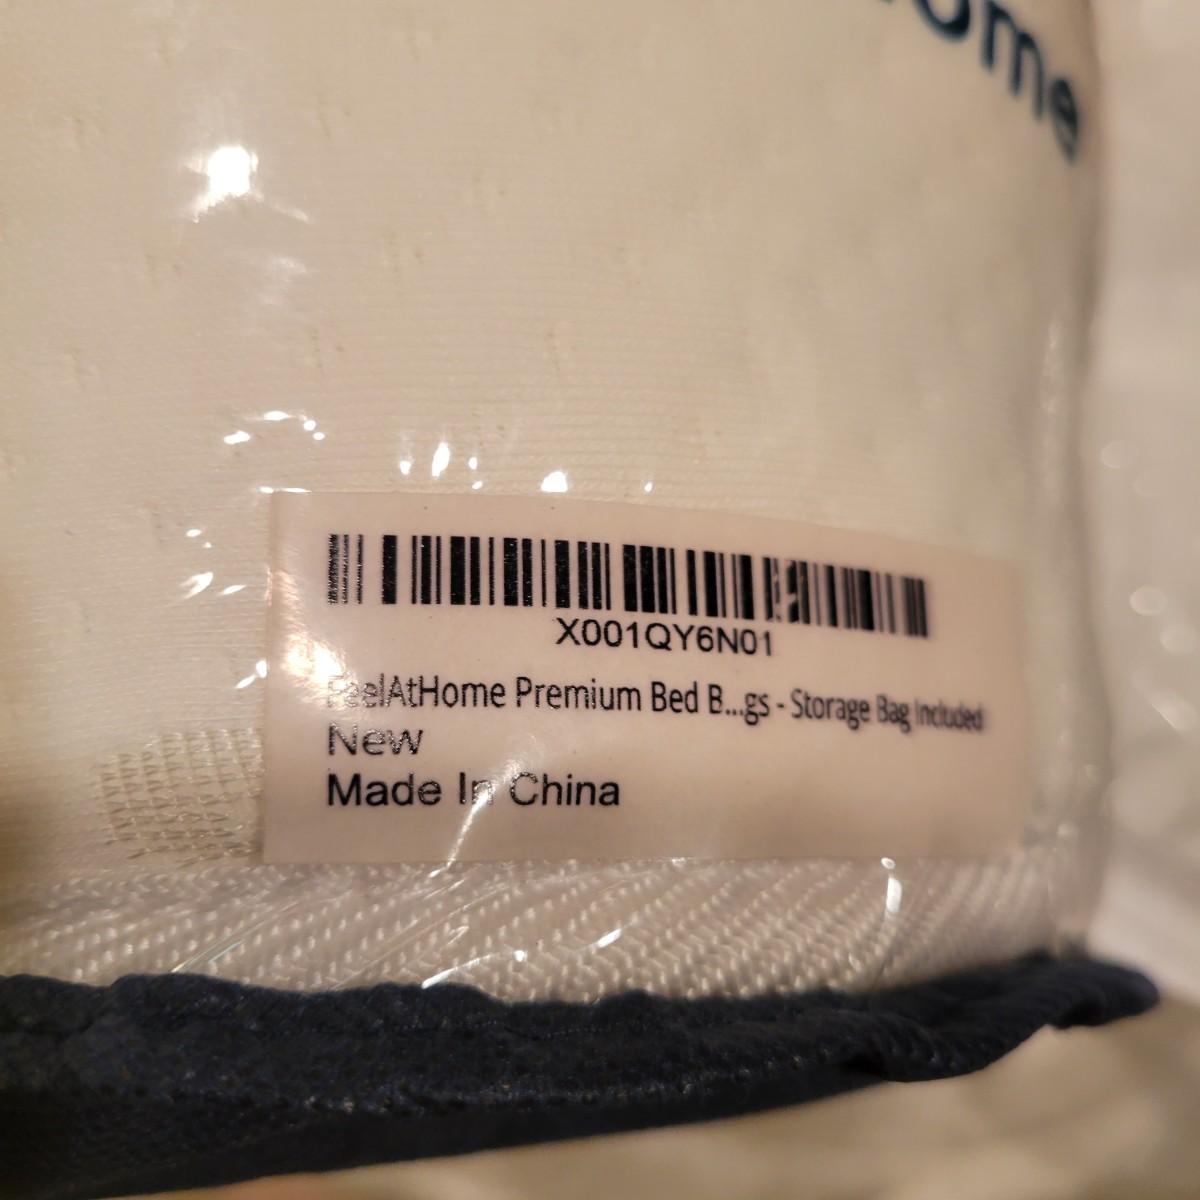 ome
X001QY6N01
FeelAtHome Premium Bed B...gs - Storage Bag Included
New
Made In China